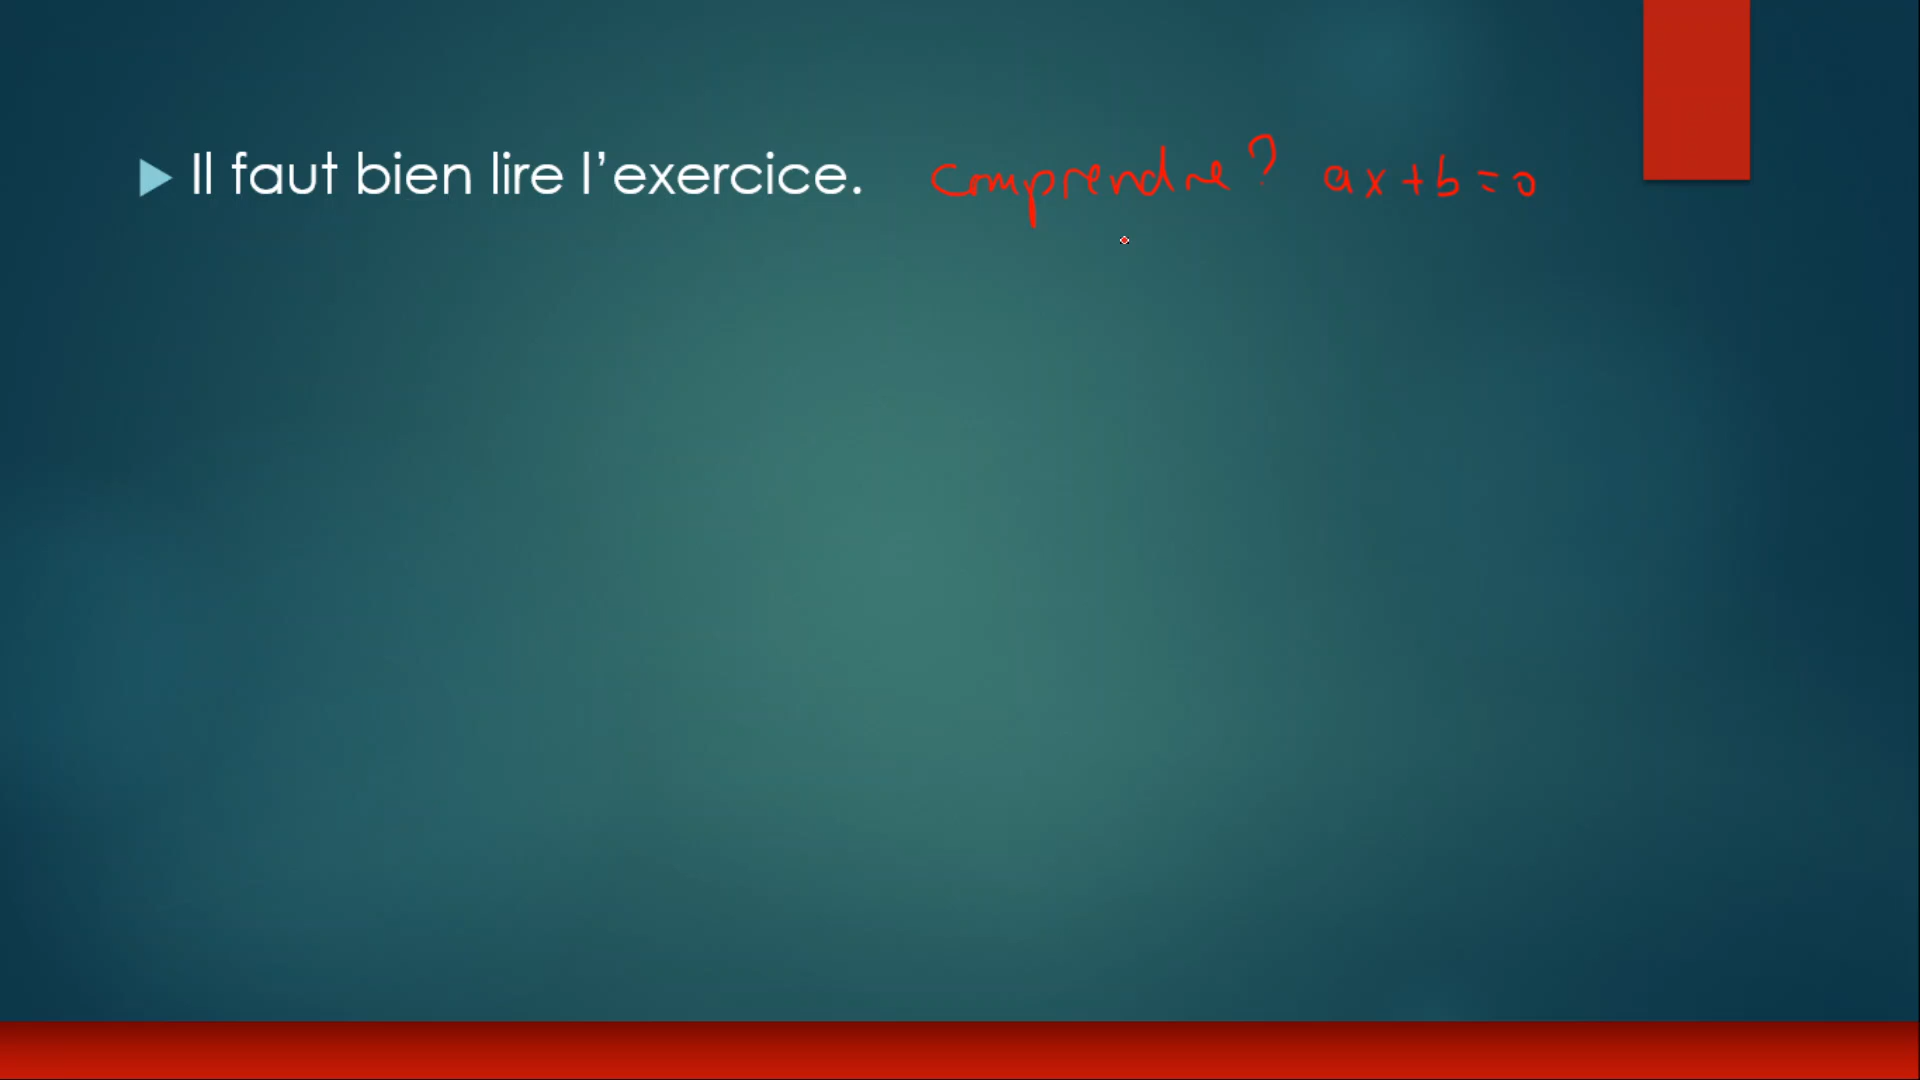 Il faut bien lire l’exercice. comprendre? ax+b=0